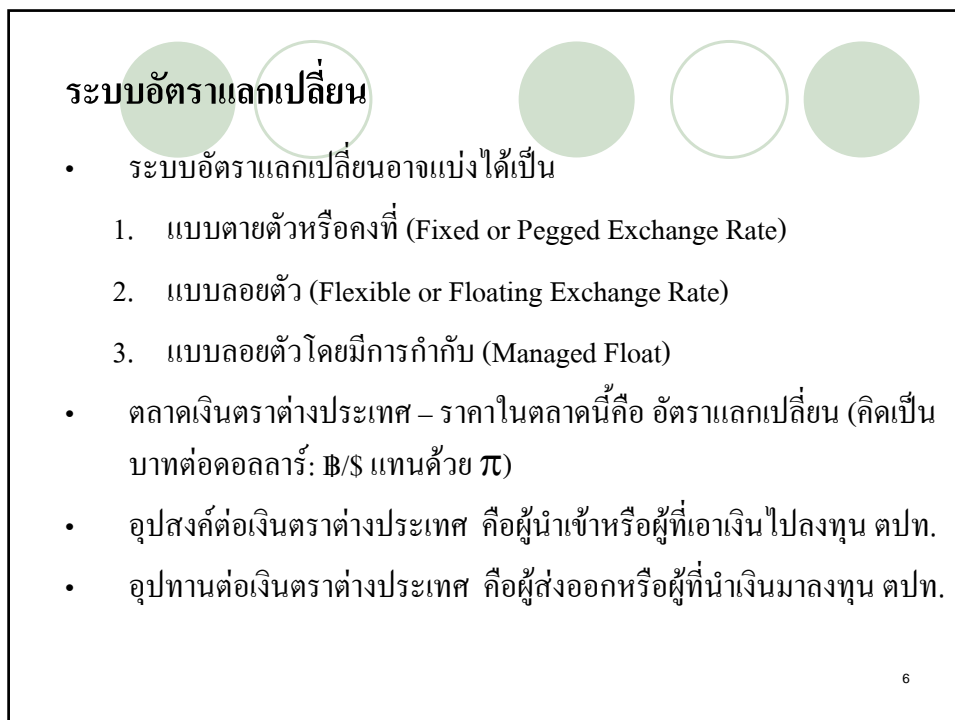 ระบบอัตราแลกเปลี่ยน
• ระบบอัตราแลกเปลี่ยนอาจแบ่งได้เป็น
1. แบบตายตัวหรือคงที่ (Fixed or Pegged Exchange Rate)
2. แบบลอยตัว (Flexible or Floating Exchange Rate)
3. แบบลอยตัวโดยมีการกำกับ (Managed Float)
• ตลาดเงินตราต่างประเทศ – ราคาในตลาดนี้คือ อัตราแลกเปลี่ยน (คิดเป็น
บาทต่อดอลลาร์: ฿/$ แทนด้วย π)
• อุปสงค์ต่อเงินตราต่างประเทศ คือผู้นำเข้าหรือผู้ที่เอาเงินไปลงทุน ตปท.
• อุปทานต่อเงินตราต่างประเทศ คือผู้ส่งออกหรือผู้ที่นำเงินมาลงทุน ตปท.
6